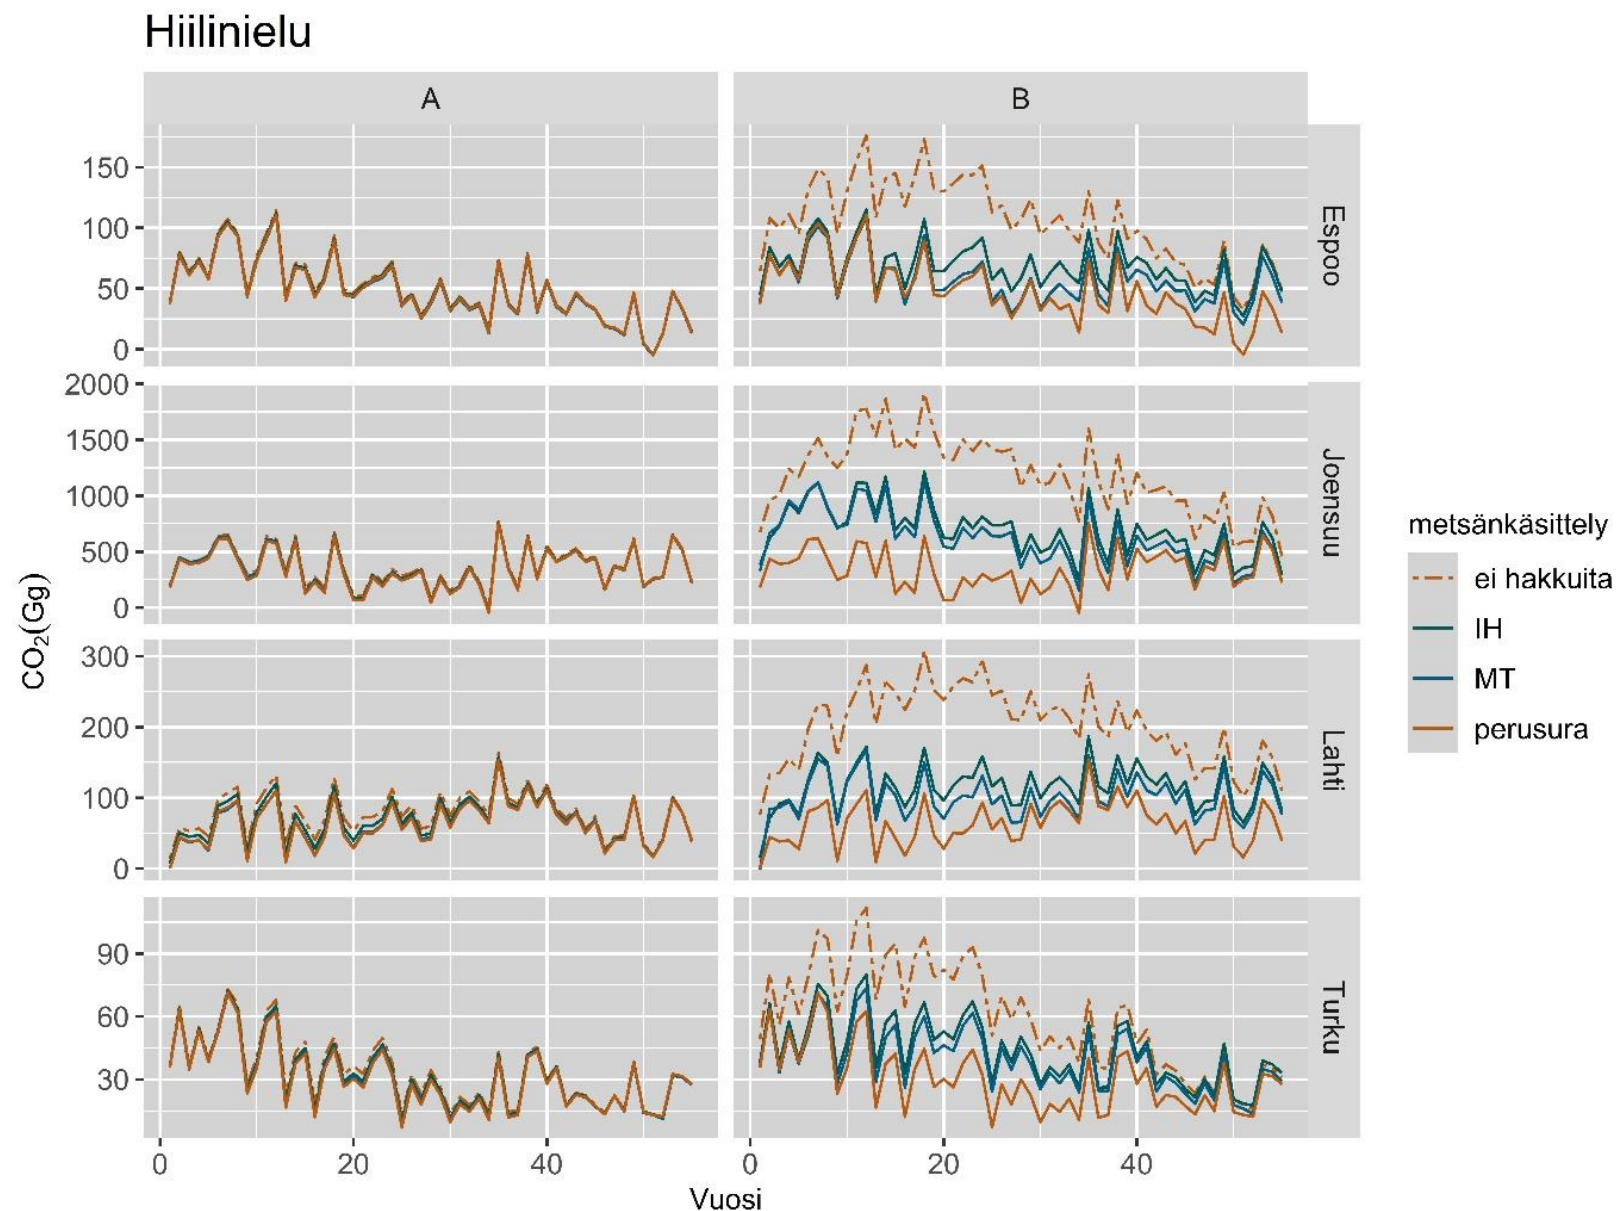 Hiilinielu
A
B
150
100
50
0
Espoo
2000
1500
1000
500
0
Joensuu
300
200
100
0
Lahti
90
60
30
Turku
0
20
40
0
20
40
Vuosi
CO₂(Gg)
metsänkäsittely
ei hakkuita
IH
MT
perusura